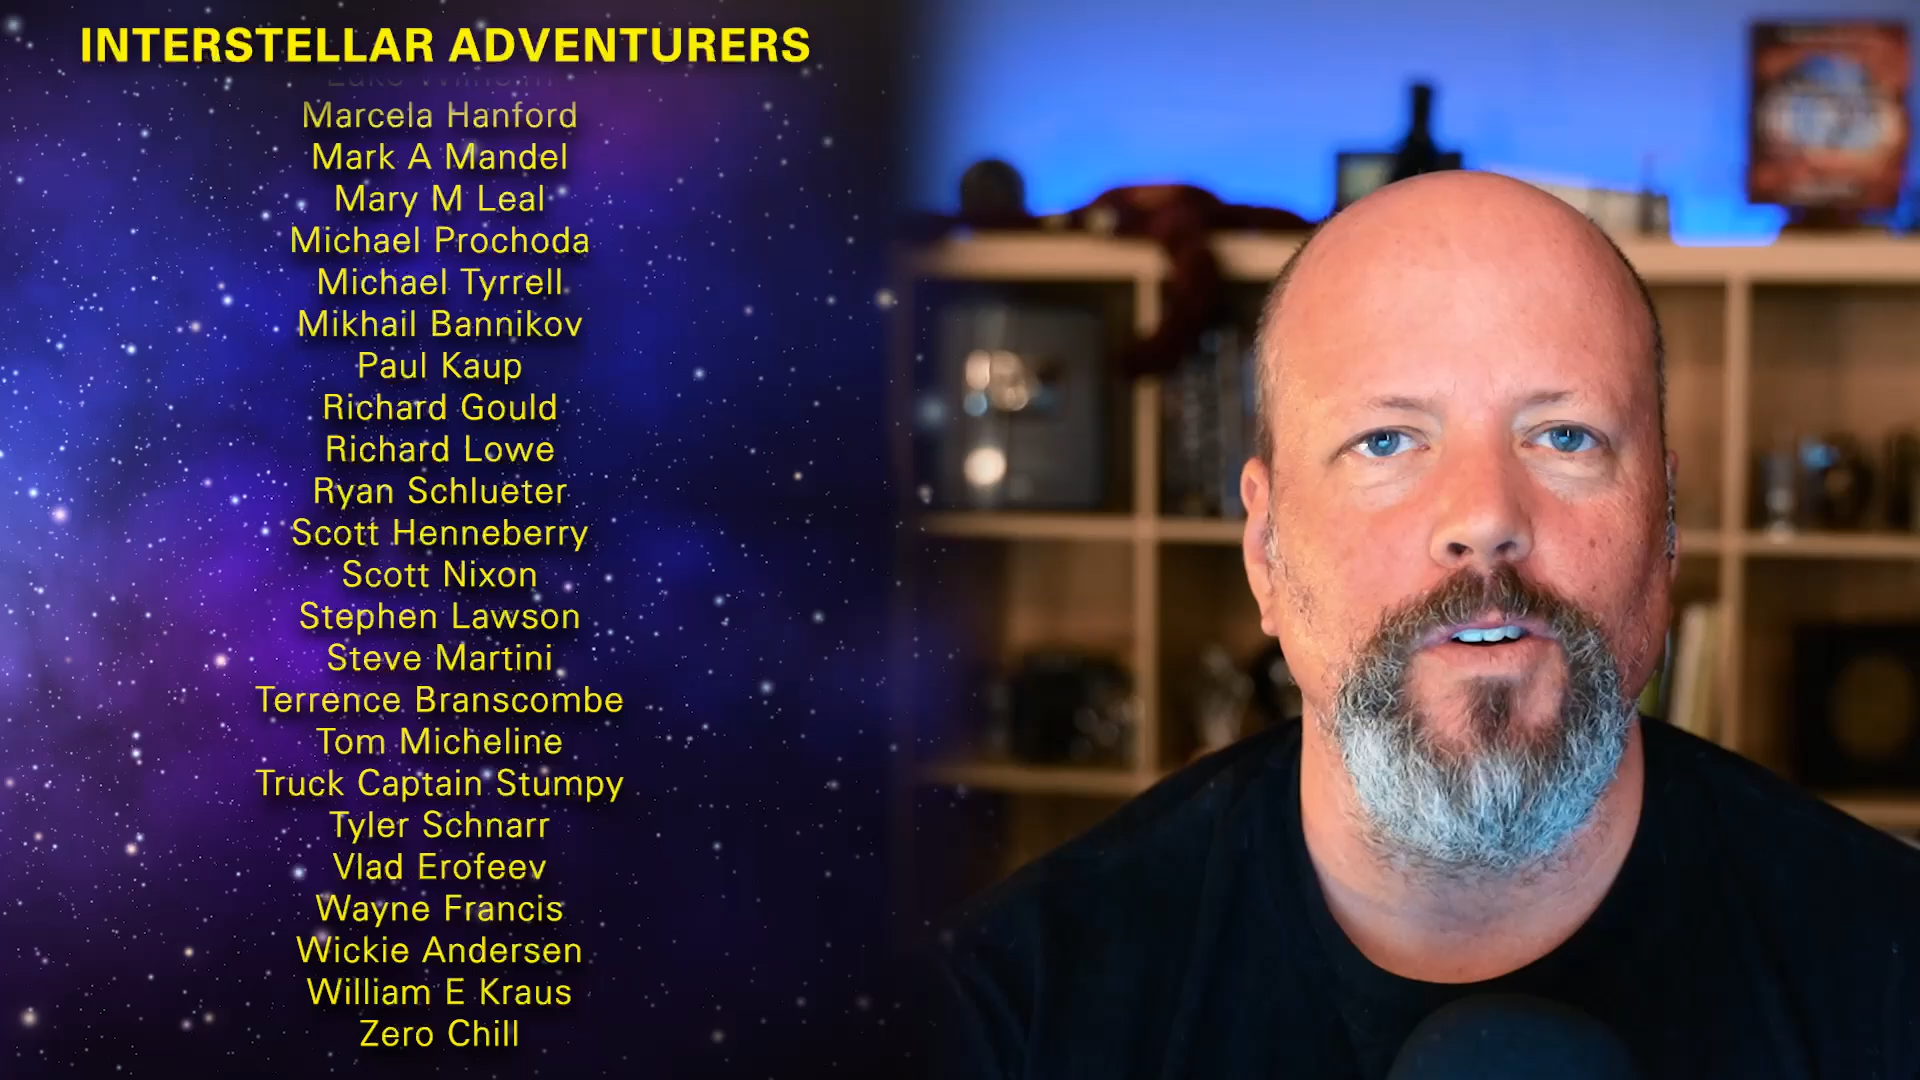 INTERSTELLAR ADVENTURERS
Marcela Hanford
Mark A Mandel
Mary M Leal
Michael Prochoda
Michael Tyrrell
Mikhail Bannikov
Paul Kaup
Richard Gould
Richard Lowe
Ryan Schlueter
Scott Henneberry
Scott Nixon
Stephen Lawson
Steve Martini
Terrence Branscombe
Tom Micheline
Truck Captain Stumpy
Tyler Schnarr
Vlad Erofeev
Wayne Francis
Wickie Andersen
William E Kraus
Zero Chill